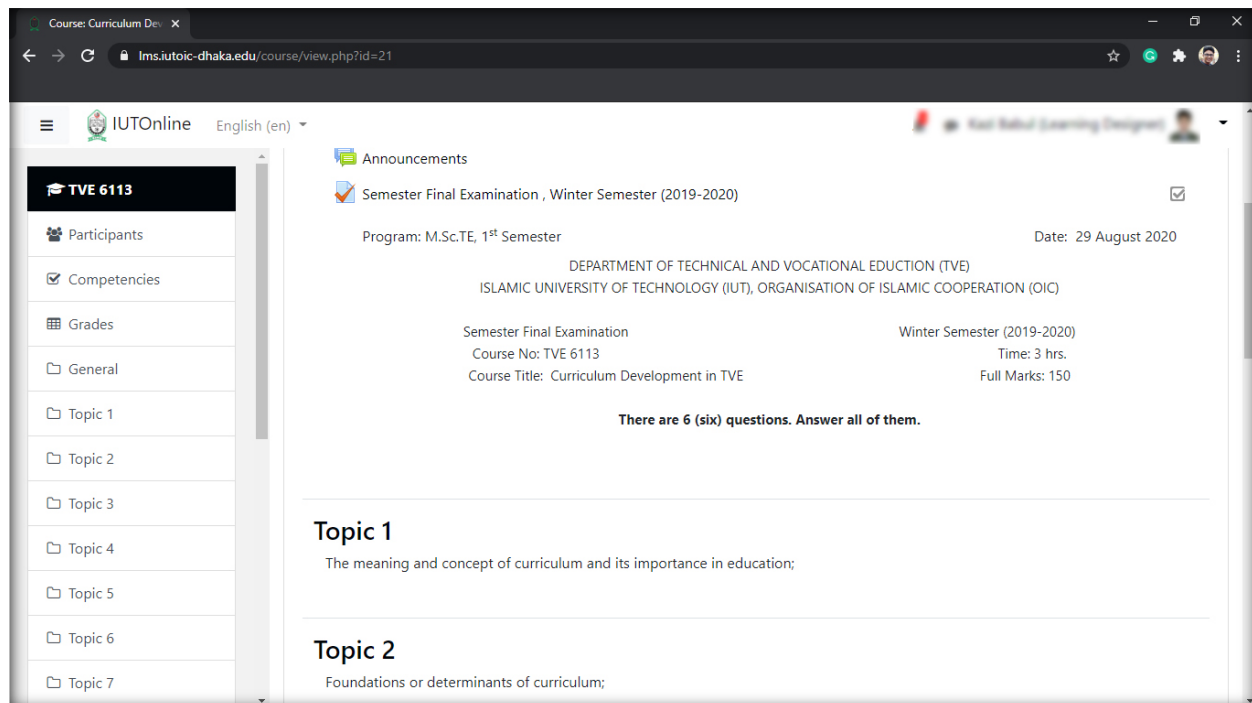 Course: Curriculum Dev
lms.iutoic-dhaka.edu/course/view.php?id=21
IUTOnline English (en)
TVE 6113
Participants
Competencies
Grades
General
Topic 1
Topic 2
Topic 3
Topic 4
Topic 5
Topic 6
Topic 7
Announcements
Semester Final Examination , Winter Semester (2019-2020)
Program: M.Sc.TE, 1st Semester Date: 29 August 2020
DEPARTMENT OF TECHNICAL AND VOCATIONAL EDUCTION (TVE)
ISLAMIC UNIVERSITY OF TECHNOLOGY (IUT), ORGANISATION OF ISLAMIC COOPERATION (OIC)
Semester Final Examination Winter Semester (2019-2020)
Course No: TVE 6113 Time: 3 hrs.
Course Title: Curriculum Development in TVE Full Marks: 150
There are 6 (six) questions. Answer all of them.
Topic 1
The meaning and concept of curriculum and its importance in education;
Topic 2
Foundations or determinants of curriculum;